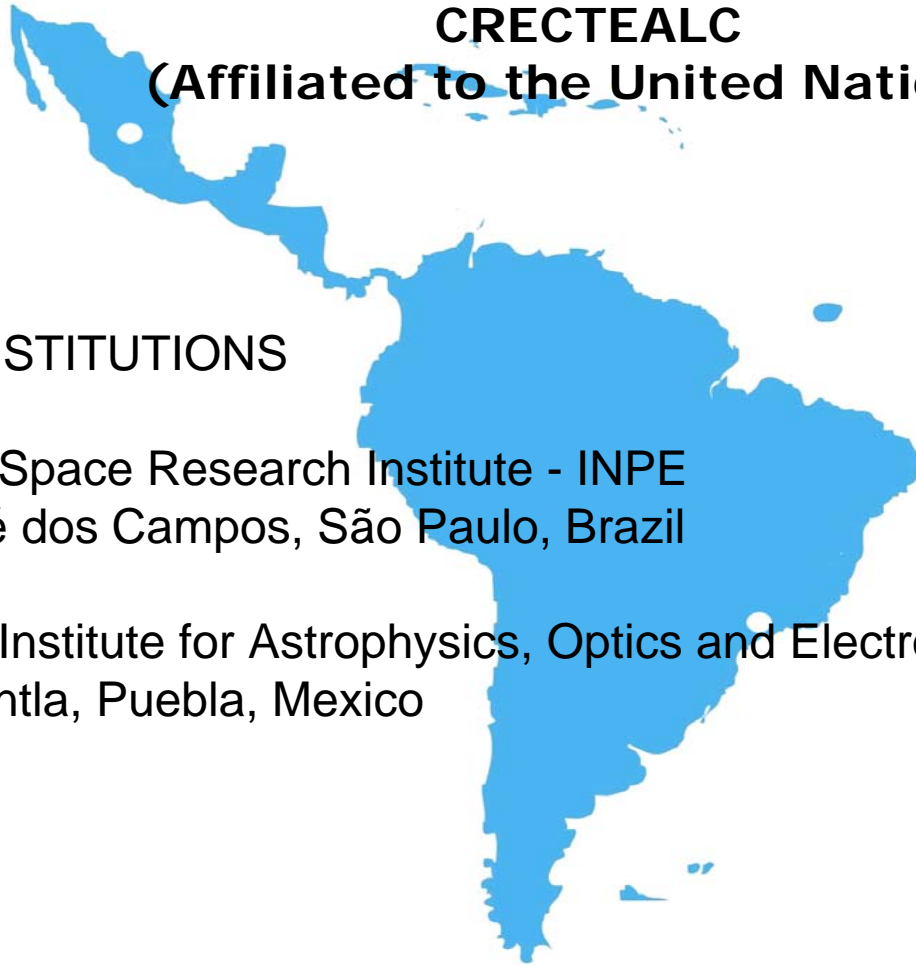 CRECTEALC
(Affiliated to the United Nati
STITUTIONS
Space Research Institute - INPE
dos Campos, São Paulo, Brazil
Institute for Astrophysics, Optics and Electr
ntla, Puebla, Mexico